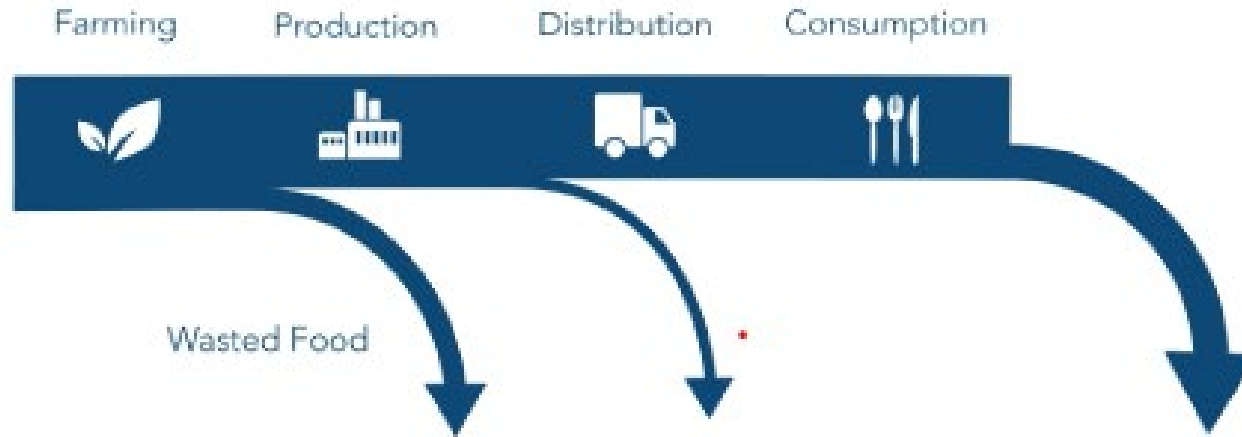 Farming
Production
Distribution
Consumption
Wasted Food